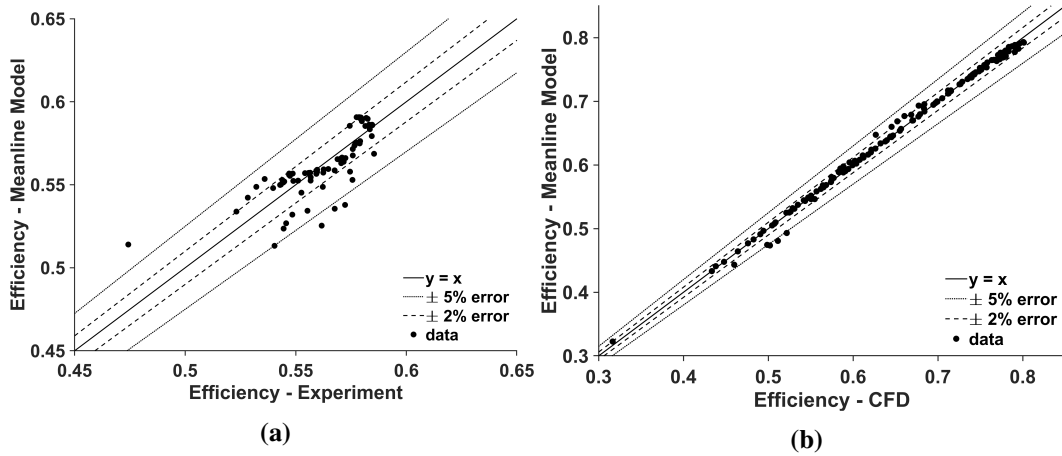 0.65
0.6
0.55
0.5
0.45
0.45
0.5
0.55
0.6
0.65
Efficiency - Meanline Model
Efficiency - Experiment
y = x
± 5% error
± 2% error
data
(a)
0.8
0.7
0.6
0.5
0.4
0.3
0.3
0.4
0.5
0.6
0.7
0.8
Efficiency - Meanline Model
Efficiency - CFD
y = x
± 5% error
± 2% error
data
(b)